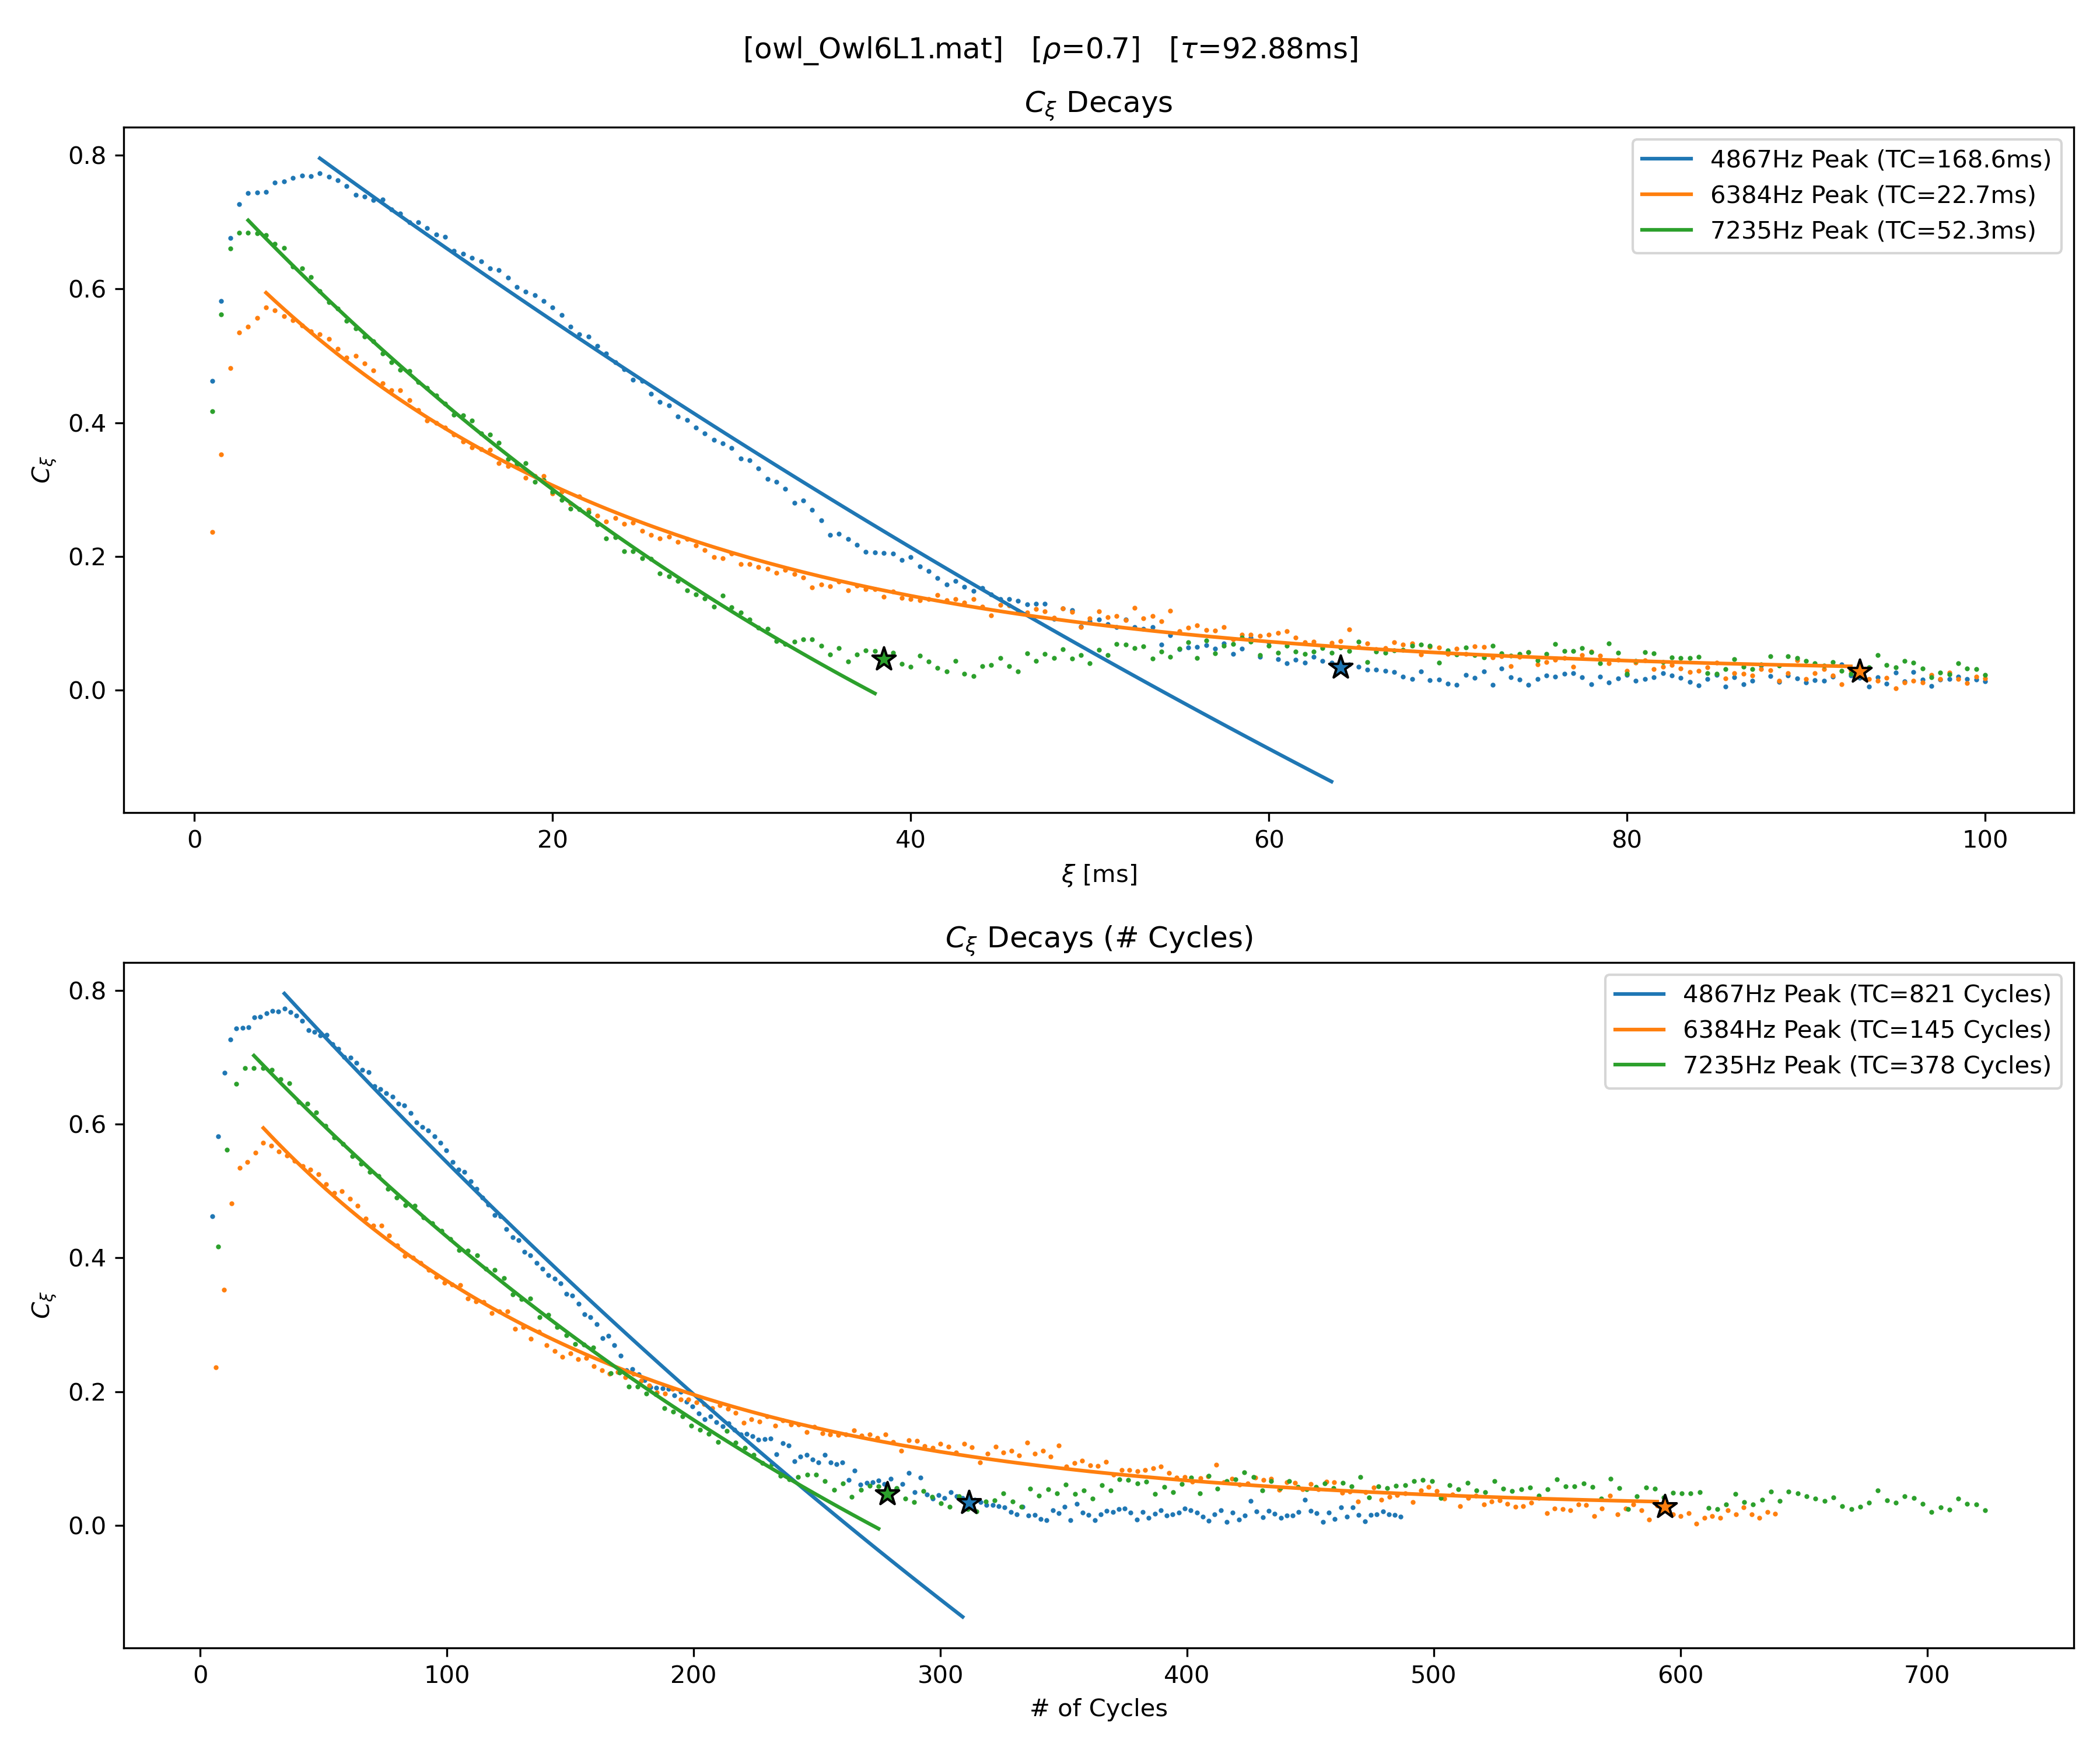 [owl_Owl6L1.mat]   [ρ=0.7]   [τ=92.88ms]
C_ξ Decays
0.8
0.6
0.4
0.2
0.0
C_ξ
4867Hz Peak (TC=168.6ms)
6384Hz Peak (TC=22.7ms)
7235Hz Peak (TC=52.3ms)
0 20 40 60 80 100
ξ [ms]
C_ξ Decays (# Cycles)
0.8
0.6
0.4
0.2
0.0
C_ξ
4867Hz Peak (TC=821 Cycles)
6384Hz Peak (TC=145 Cycles)
7235Hz Peak (TC=378 Cycles)
0 100 200 300 400 500 600 700
# of Cycles